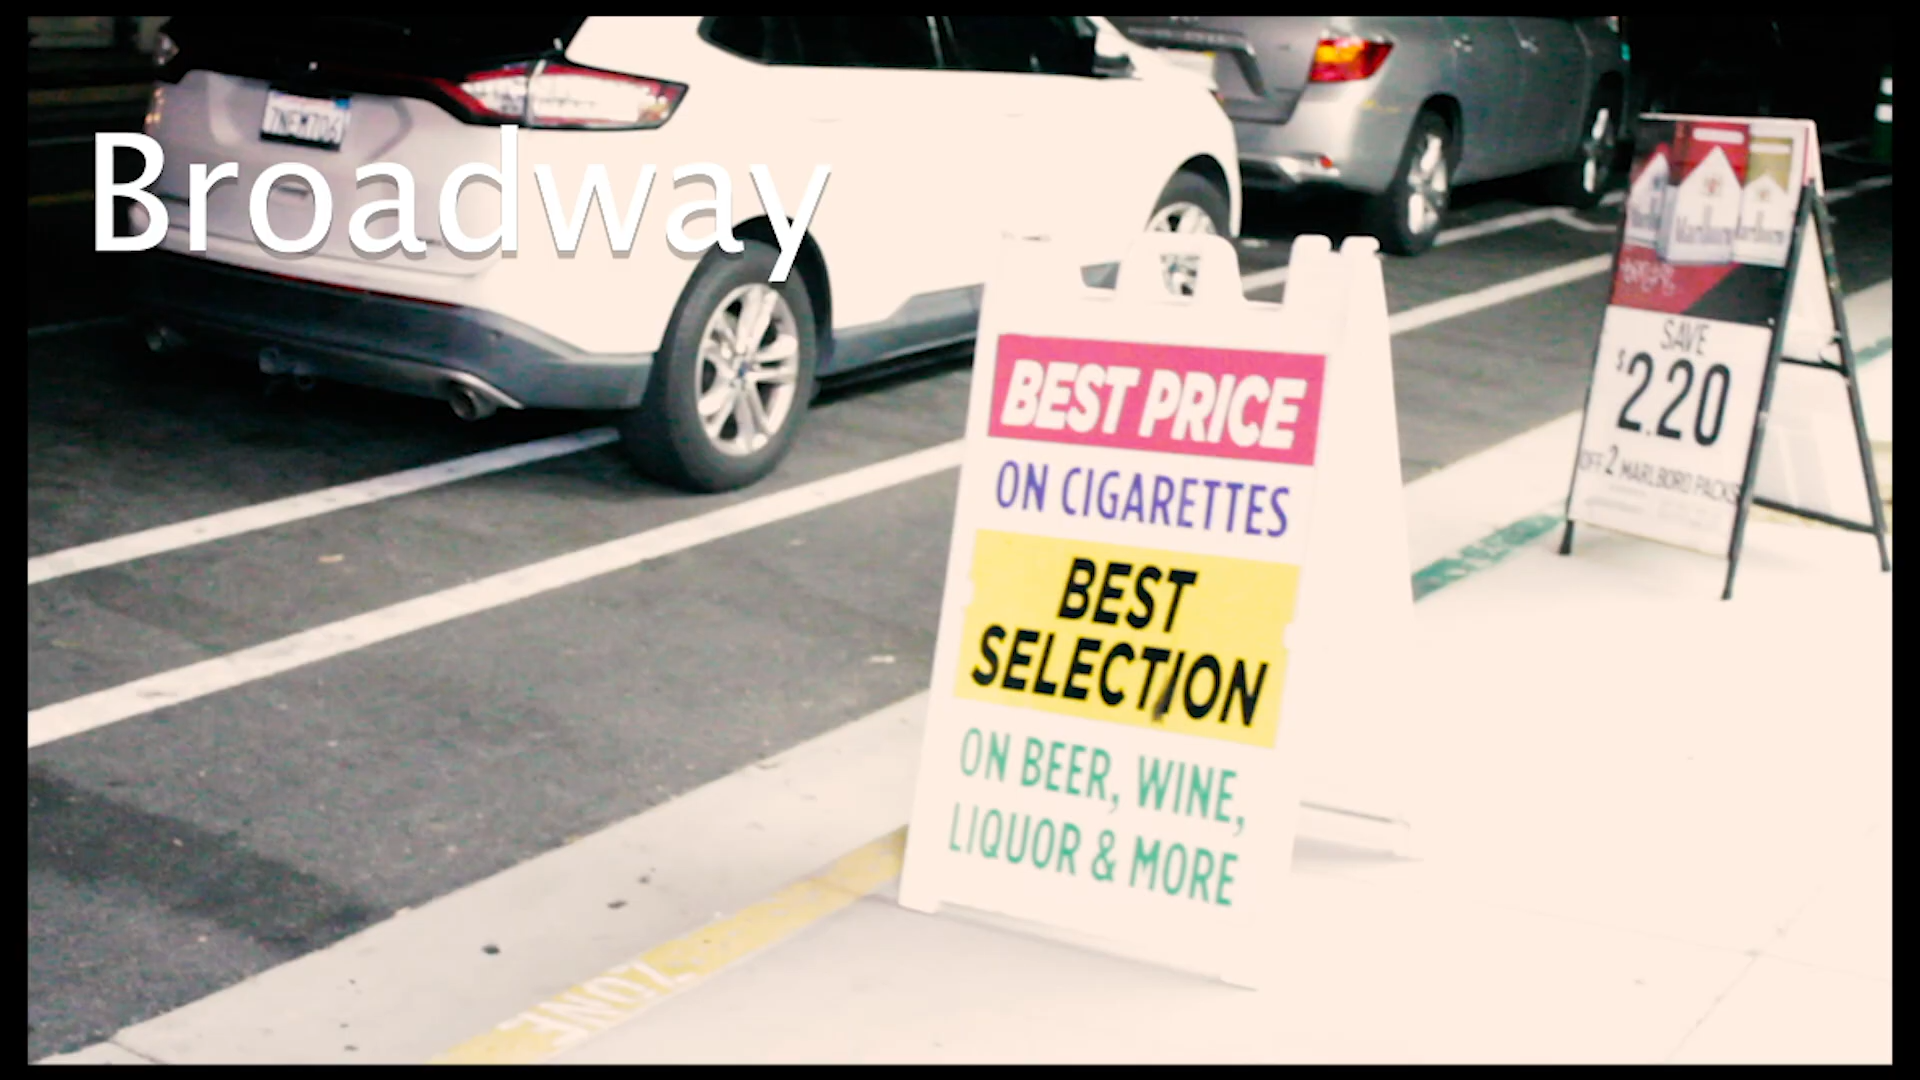 Broadway
BEST PRICE
ON CIGARETTES
BEST
SELECTION
ON BEER, WINE,
LIQUOR & MORE
Marlboro
SAVE
$2.20
OFF 2 MARLBORO PACKS
ZONE